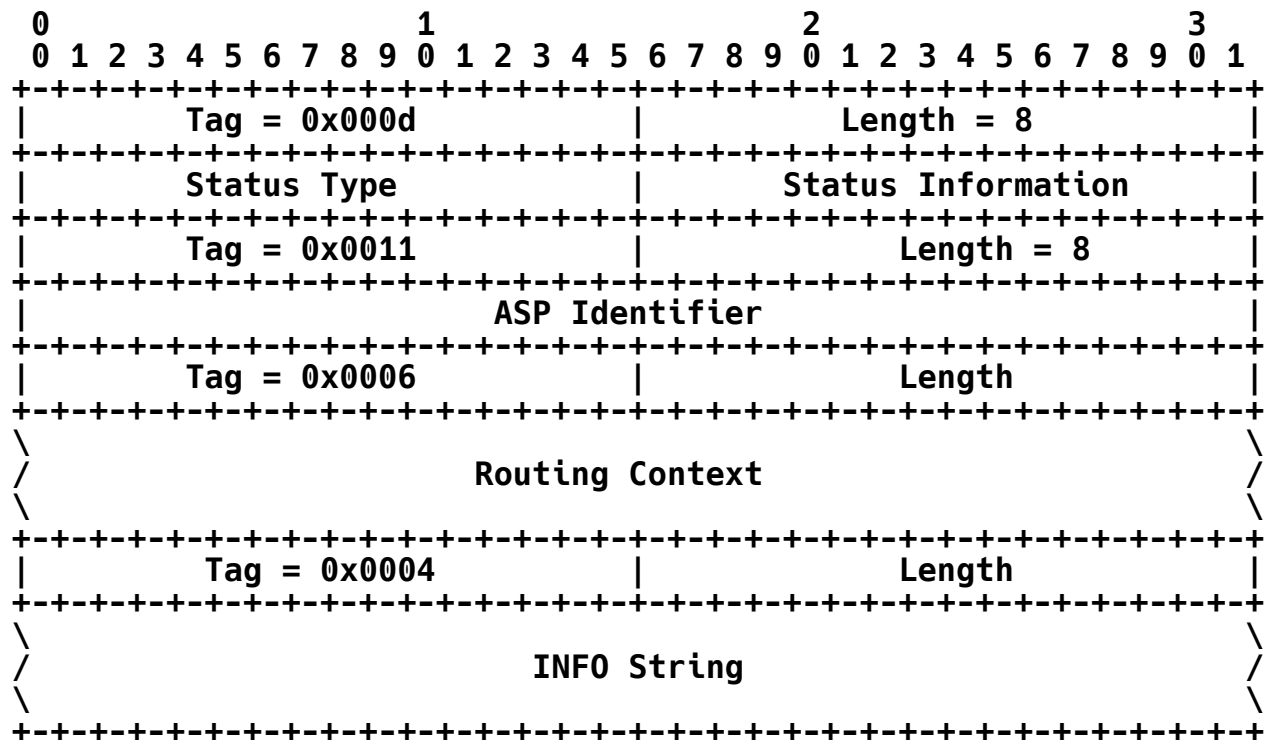 0                   1                   2                   3
 0 1 2 3 4 5 6 7 8 9 0 1 2 3 4 5 6 7 8 9 0 1 2 3 4 5 6 7 8 9 0 1
+-+-+-+-+-+-+-+-+-+-+-+-+-+-+-+-+-+-+-+-+-+-+-+-+-+-+-+-+-+-+-+-+
|        Tag = 0x000d           |          Length = 8           |
+-+-+-+-+-+-+-+-+-+-+-+-+-+-+-+-+-+-+-+-+-+-+-+-+-+-+-+-+-+-+-+-+
|        Status Type            |       Status Information      |
+-+-+-+-+-+-+-+-+-+-+-+-+-+-+-+-+-+-+-+-+-+-+-+-+-+-+-+-+-+-+-+-+
|        Tag = 0x0011           |             Length = 8        |
+-+-+-+-+-+-+-+-+-+-+-+-+-+-+-+-+-+-+-+-+-+-+-+-+-+-+-+-+-+-+-+-+
|                        ASP Identifier                         |
+-+-+-+-+-+-+-+-+-+-+-+-+-+-+-+-+-+-+-+-+-+-+-+-+-+-+-+-+-+-+-+-+
|        Tag = 0x0006           |             Length            |
+-+-+-+-+-+-+-+-+-+-+-+-+-+-+-+-+-+-+-+-+-+-+-+-+-+-+-+-+-+-+-+-+
\                                                               \
/                       Routing Context                         /
\                                                               \
+-+-+-+-+-+-+-+-+-+-+-+-+-+-+-+-+-+-+-+-+-+-+-+-+-+-+-+-+-+-+-+-+
|         Tag = 0x0004          |             Length            |
+-+-+-+-+-+-+-+-+-+-+-+-+-+-+-+-+-+-+-+-+-+-+-+-+-+-+-+-+-+-+-+-+
\                                                               \
/                          INFO String                          /
\                                                               \
+-+-+-+-+-+-+-+-+-+-+-+-+-+-+-+-+-+-+-+-+-+-+-+-+-+-+-+-+-+-+-+-+